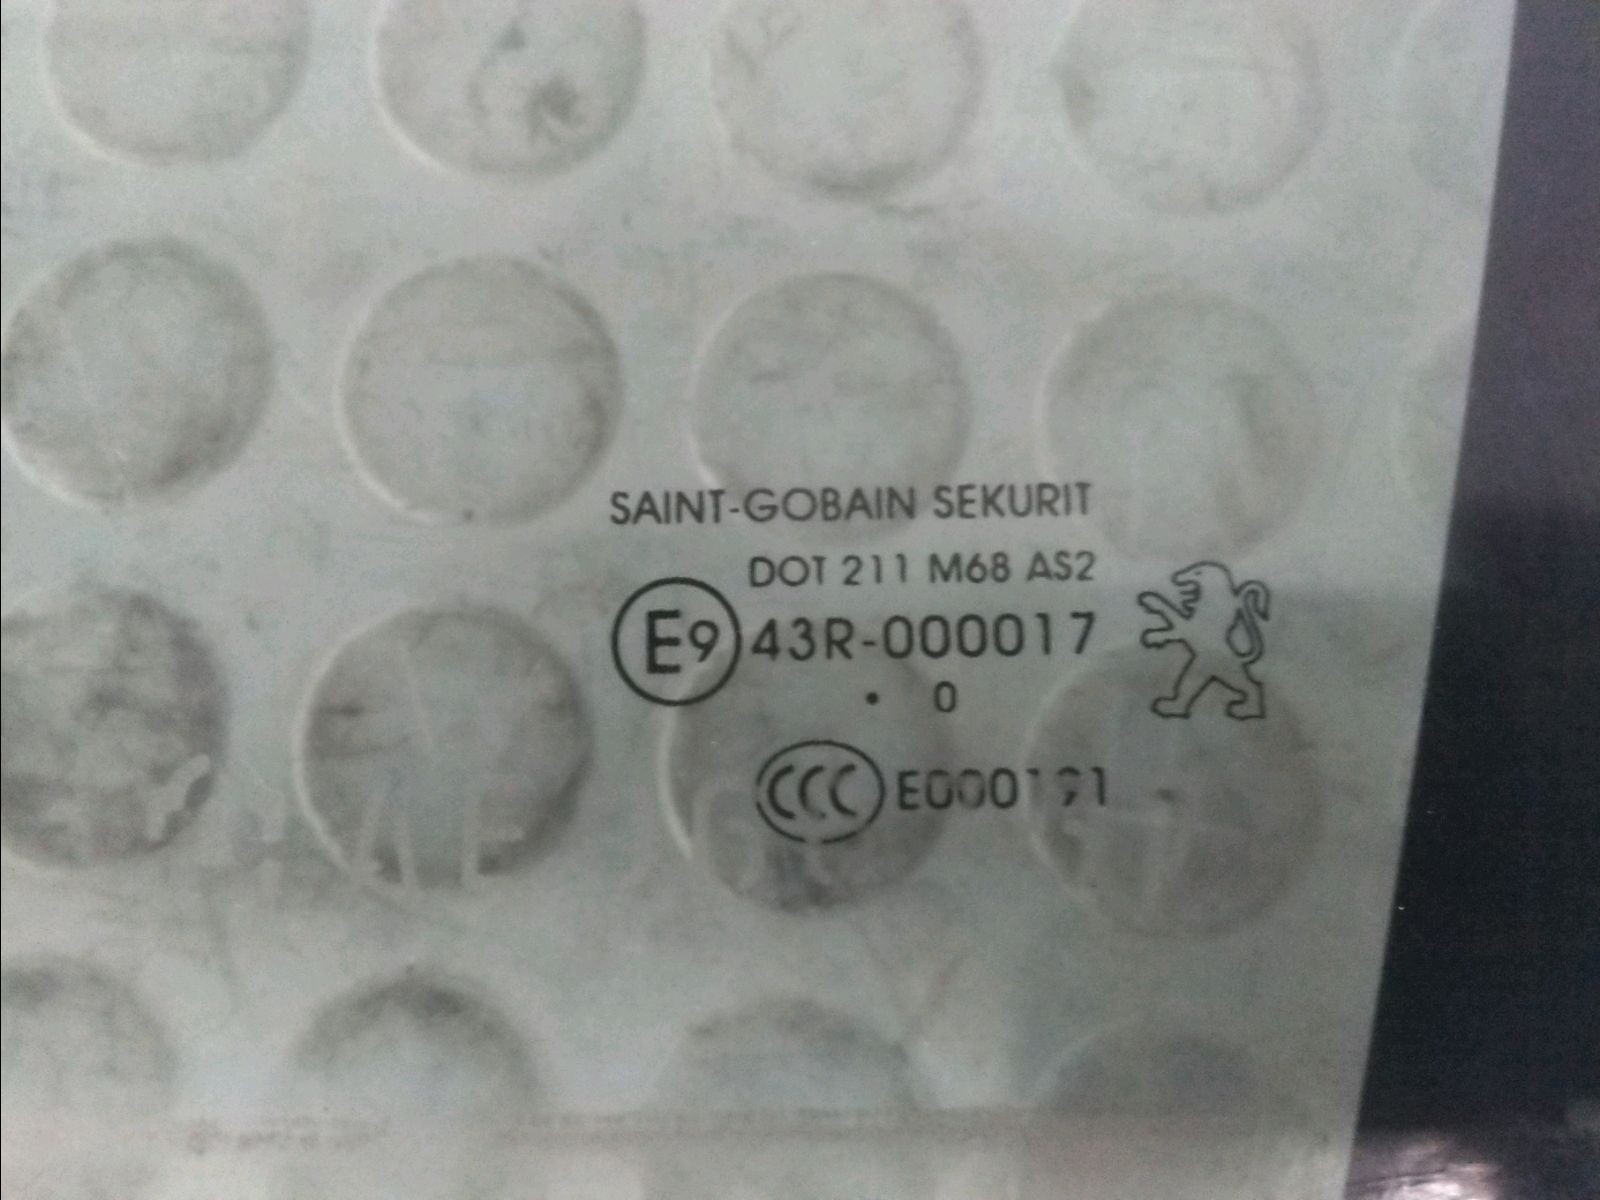 SAINT-GOBAIN SEKURIT
DOT 211 M68 AS2
E9 43R-000017
. 0
CCC